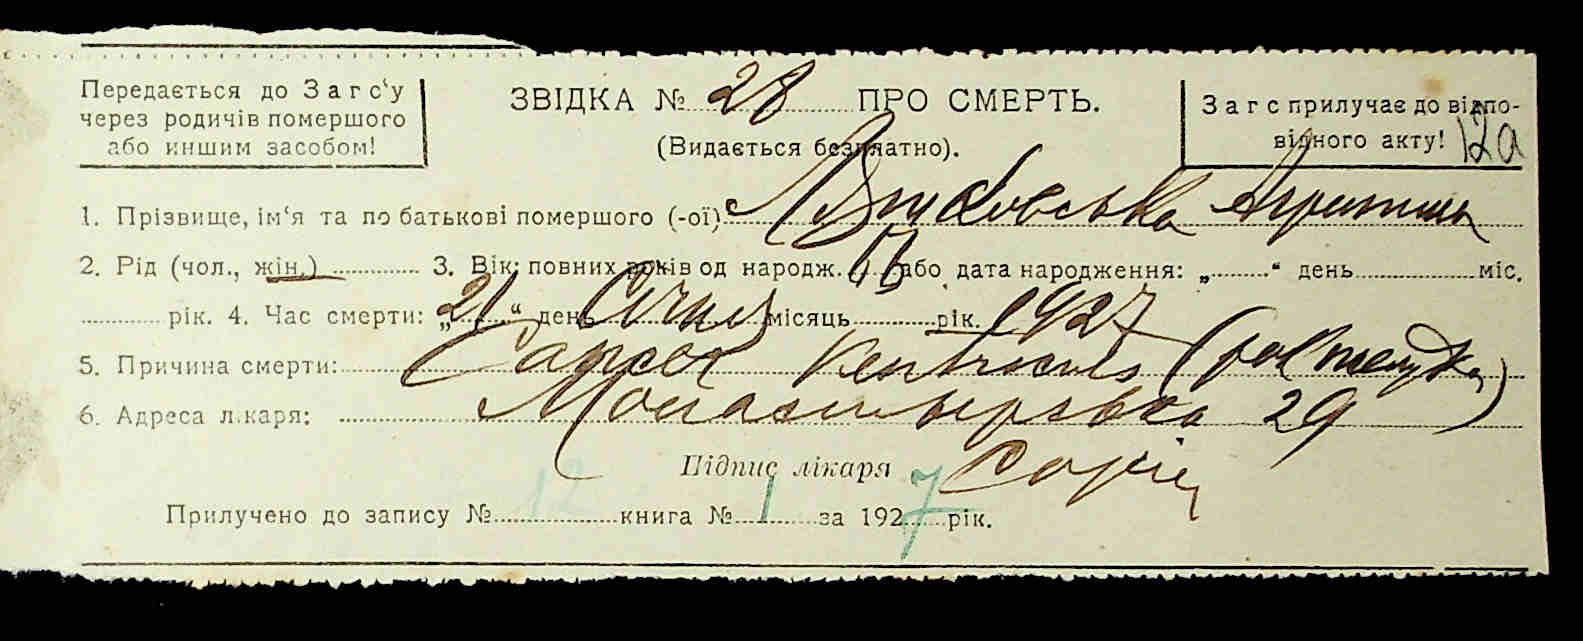 Передається до Загс‘у
через родичів помершого
або иншим засобом!
ЗВІДКА № 28 ПРО СМЕРТЬ.
(Видається безплатно).
Загс прилучає до відпо-
відного акту! 12а
1. Прізвище, ім‘я та по батькові помершого (-ої)
2. Рід (чол., жін.) 3. Вік: повних років од народж. або дата народження: „ “ день міс.
рік. 4. Час смерти: „21“ день Січня місяць рік. 1927
5. Причина смерти: Cancer Ventriculi (рак
6. Адреса лікаря: 29
Підпис лікаря
Прилучено до запису № 12 книга № 1 за 1927 рік.